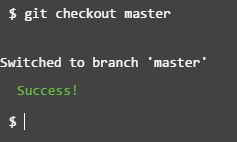 $ git checkout master
Switched to branch 'master'
Success!
$